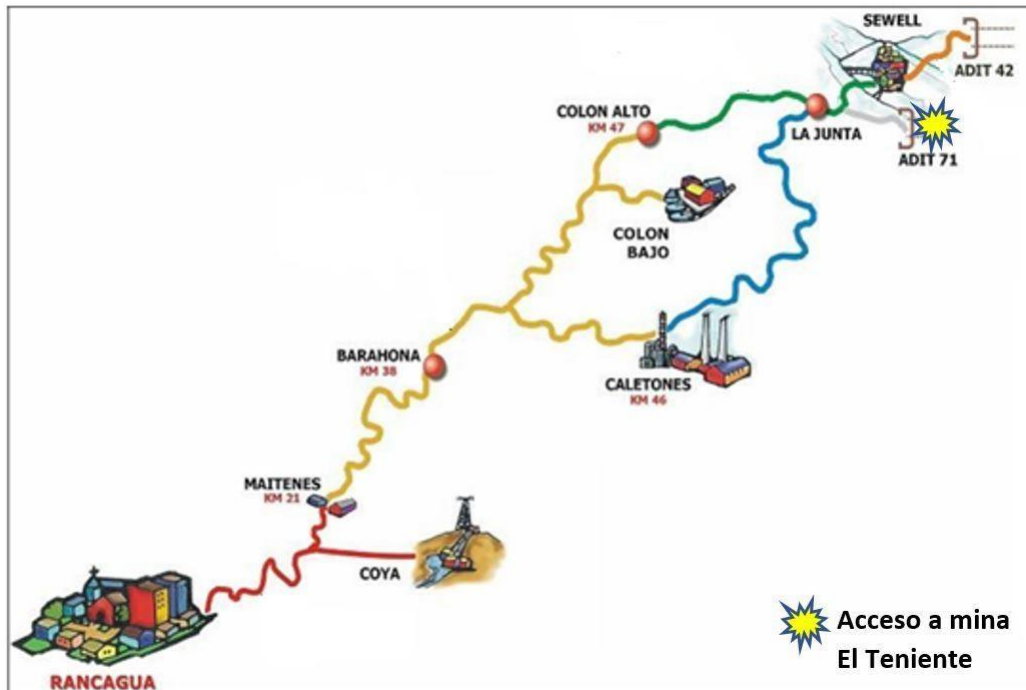 SEWELL
ADIT 42
COLON ALTO
KM 47
LA JUNTA
ADIT 71
COLON
BAJO
BARAHONA
KM 38
CALETONES
KM 46
MAITENES
KM 21
COYA
RANCAGUA
Acceso a mina
El Teniente